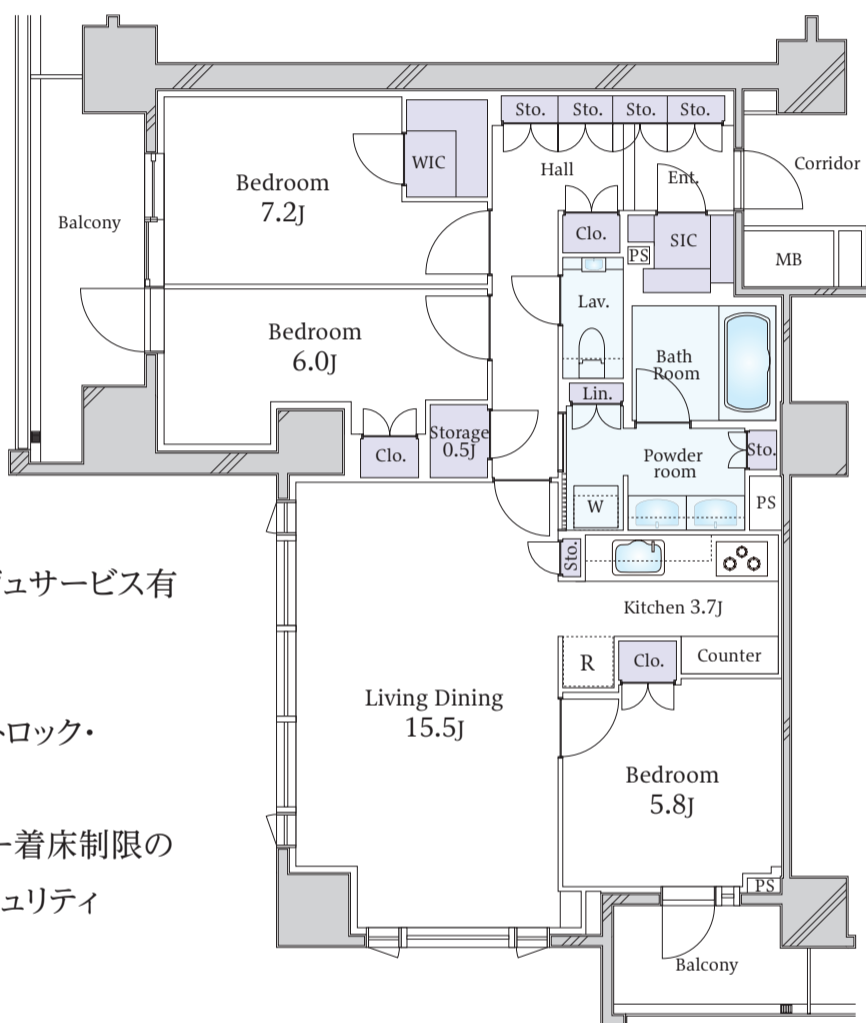 Sto.
Sto.
Sto.
Sto.
WIC
Hall
Ent.
Corridor
Bedroom
7.2J
Balcony
Clo.
SIC
PS
MB
Lav.
Bedroom
6.0J
Bath
Room
Lin.
Clo.
Storage
0.5J
Powder
room
Sto.
W
PS
Sto.
Kitchen 3.7J
R
Clo.
Counter
Living Dining
15.5J
Bedroom
5.8J
PS
Balcony
ジュサービス有
トロック・
ー着床制限の
ュリティ